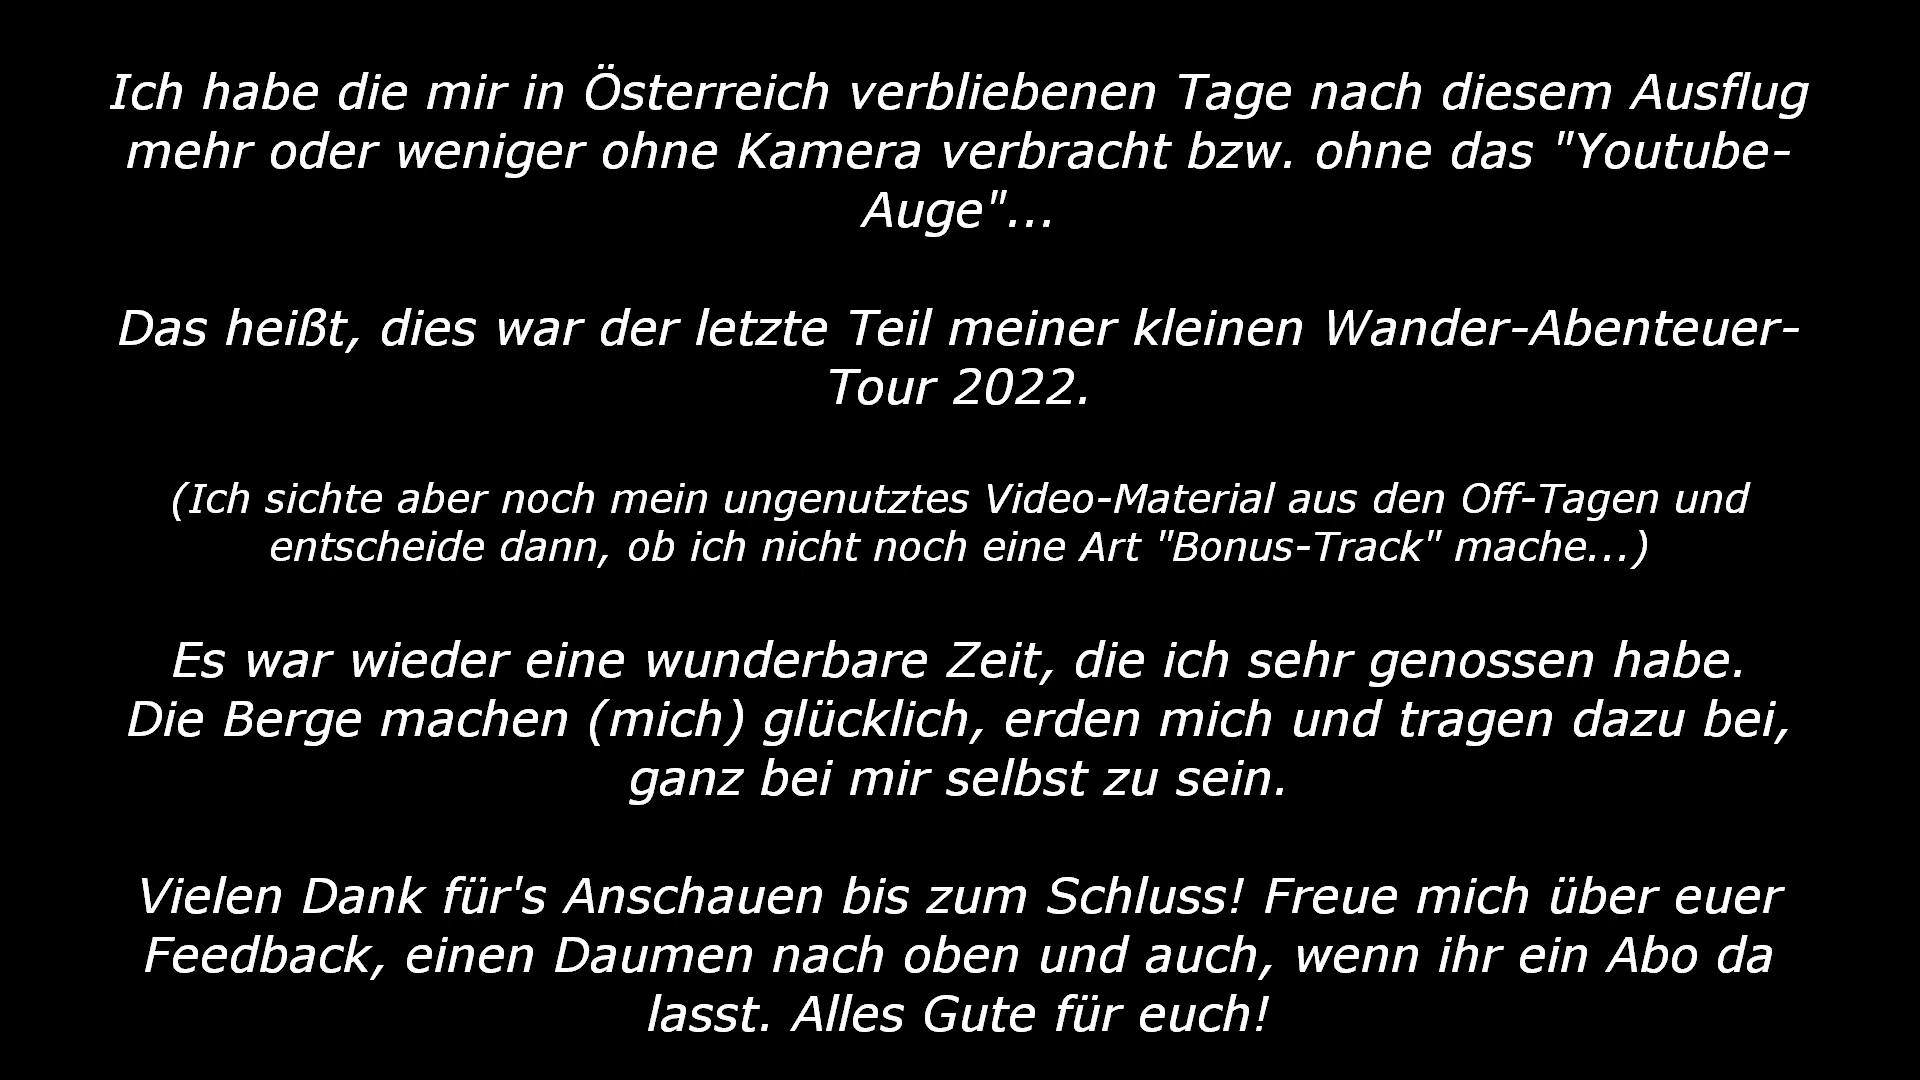 Ich habe die mir in Österreich verbliebenen Tage nach diesem Ausflug
mehr oder weniger ohne Kamera verbracht bzw. ohne das "Youtube-
Auge"...
Das heißt, dies war der letzte Teil meiner kleinen Wander-Abenteuer-
Tour 2022.
(Ich sichte aber noch mein ungenutztes Video-Material aus den Off-Tagen und
entscheide dann, ob ich nicht noch eine Art "Bonus-Track" mache...)
Es war wieder eine wunderbare Zeit, die ich sehr genossen habe.
Die Berge machen (mich) glücklich, erden mich und tragen dazu bei,
ganz bei mir selbst zu sein.
Vielen Dank für's Anschauen bis zum Schluss! Freue mich über euer
Feedback, einen Daumen nach oben und auch, wenn ihr ein Abo da
lasst. Alles Gute für euch!